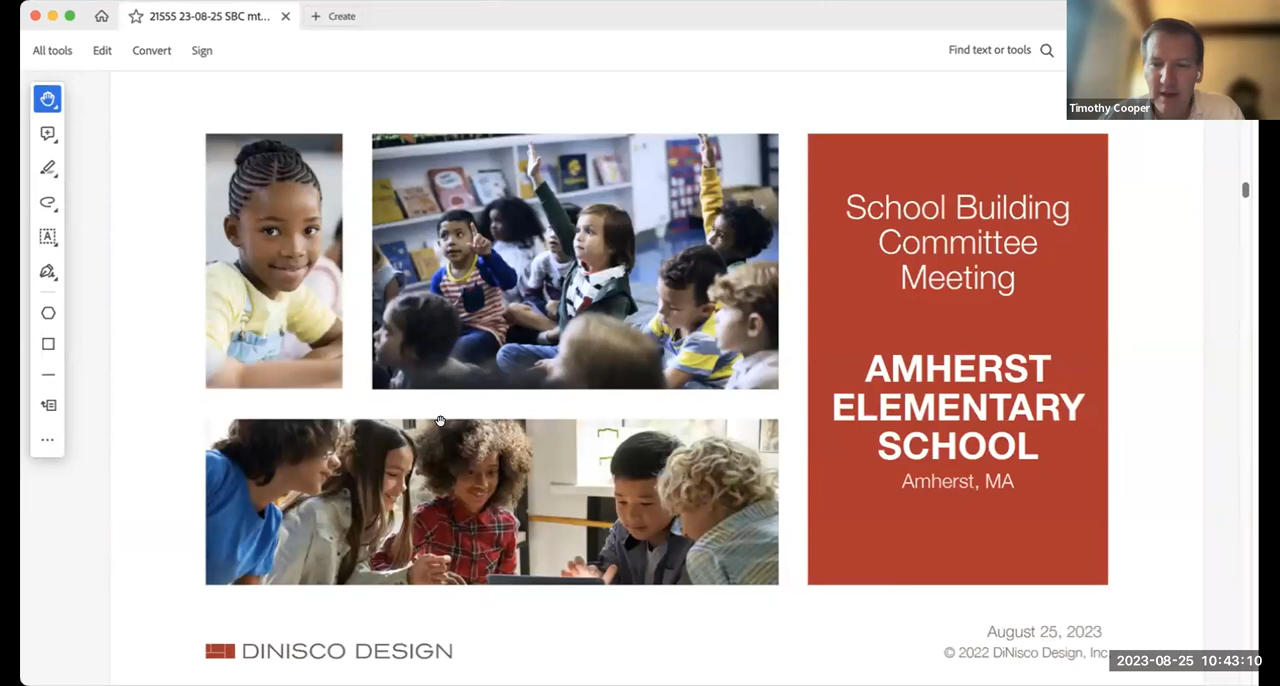 21555 23-08-25 SBC mt...
Create
All tools
Edit
Convert
Sign
Find text or tools
Timothy Cooper
School Building
Committee
Meeting
AMHERST
ELEMENTARY
SCHOOL
Amherst, MA
DINISCO DESIGN
August 25, 2023
© 2022 DiNisco Design, Inc
2023-08-25 10:43:10